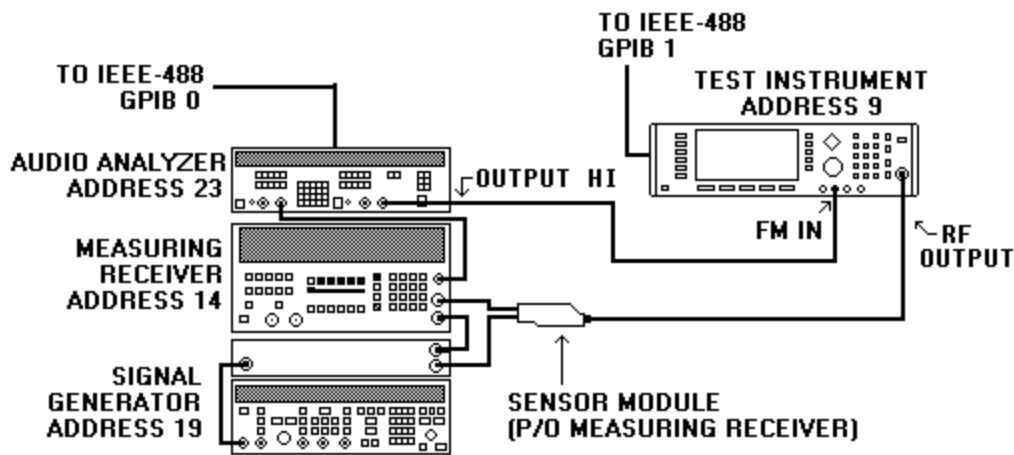 TO IEEE-488
GPIB 1
TO IEEE-488
GPIB 0
TEST INSTRUMENT
ADDRESS 9
AUDIO ANALYZER
ADDRESS 23
OUTPUT HI
FM IN
RF
OUTPUT
MEASURING
RECEIVER
ADDRESS 14
SIGNAL
GENERATOR
ADDRESS 19
SENSOR MODULE
(P/O MEASURING RECEIVER)